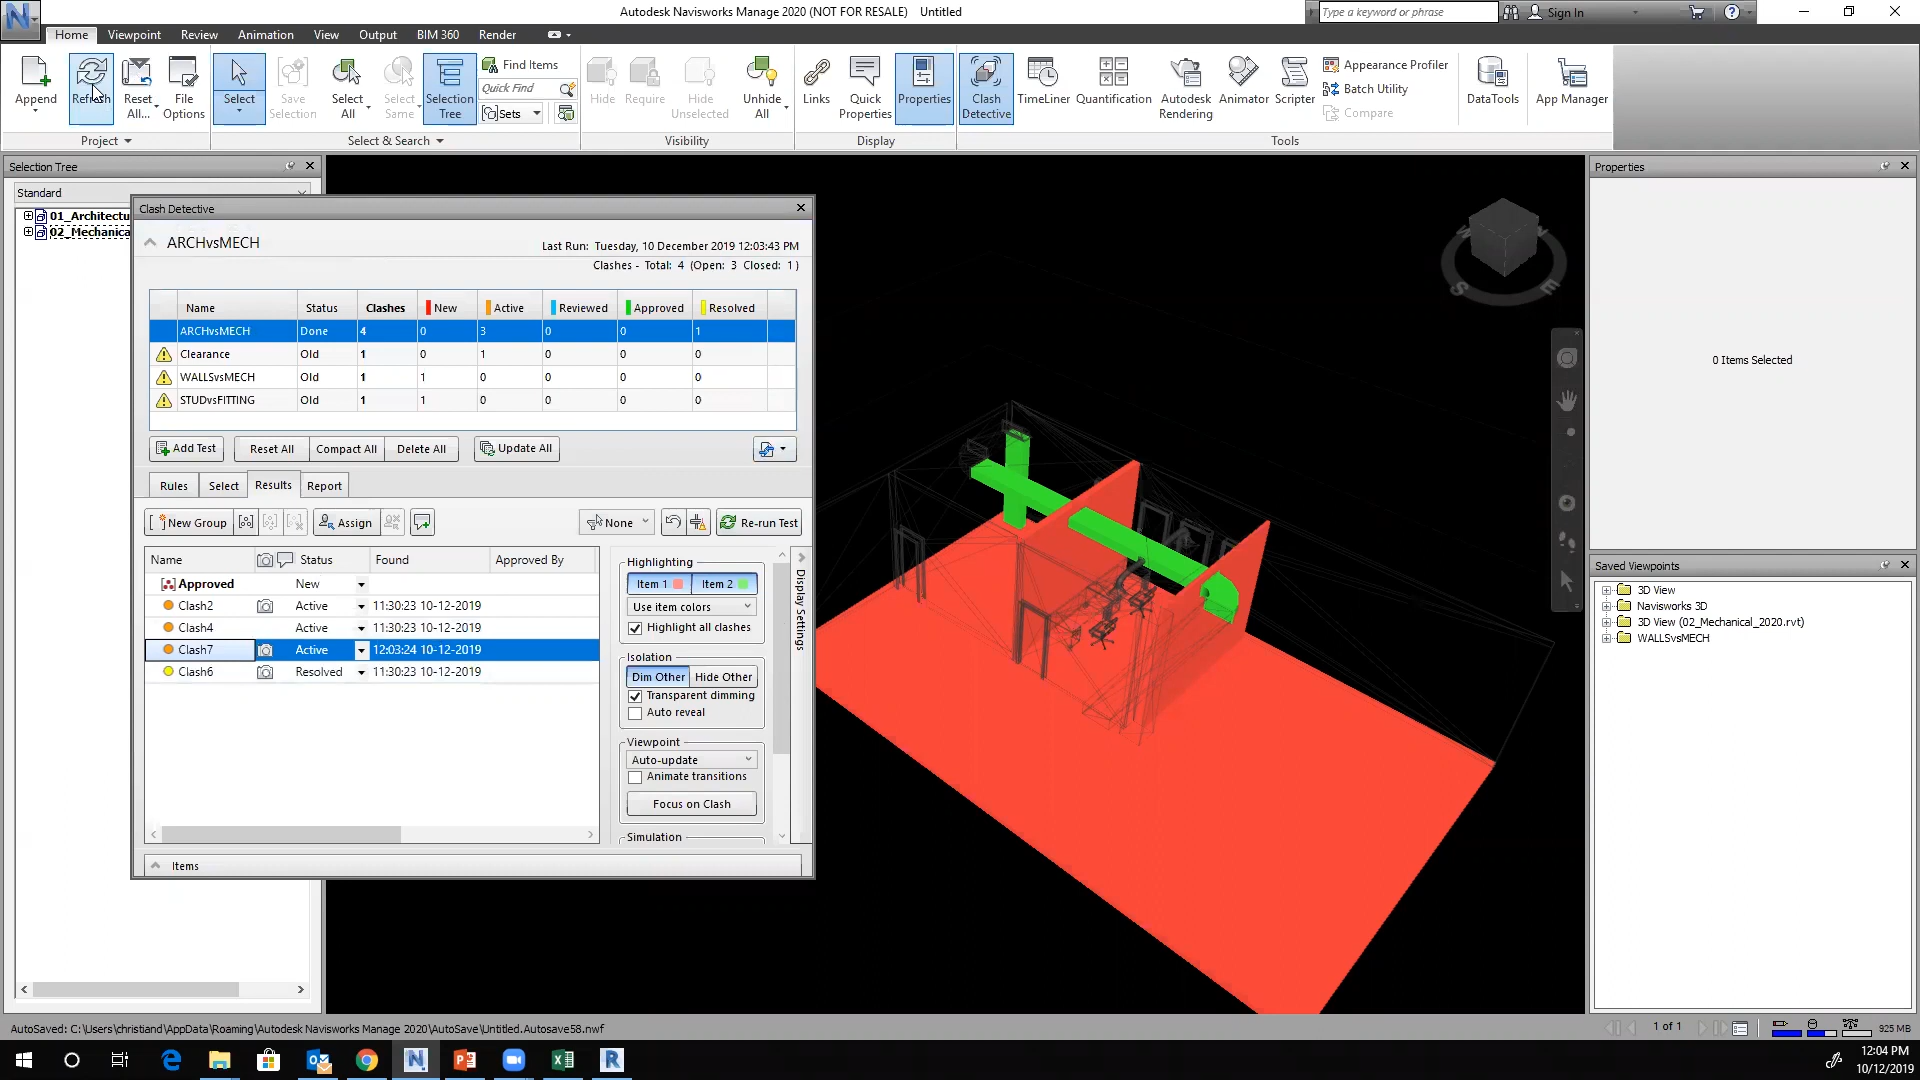 Autodesk Navisworks Manage 2020 (NOT FOR RESALE) Untitled
Type a keyword or phrase
Sign In
Home Viewpoint Review Animation View Output BIM 360 Render
Append
Refresh
Reset All...
File Options
Project
Select
Save Selection
Select All
Select Same
Selection Tree
Find Items
Quick Find
Sets
Select & Search
Hide
Require
Hide Unselected
Unhide All
Visibility
Links
Quick Properties
Properties
Display
Clash Detective
TimeLiner
Quantification
Autodesk Rendering
Animator
Scripter
Appearance Profiler
Batch Utility
Compare
Tools
DataTools
App Manager
Selection Tree
Standard
01_Architectu
02_Mechanica
Clash Detective
ARCHvsMECH
Last Run: Tuesday, 10 December 2019 12:03:43 PM
Clashes - Total: 4 (Open: 3 Closed: 1)
Name Status Clashes New Active Reviewed Approved Resolved
ARCHvsMECH Done 4 0 3 0 0 1
Clearance Old 1 0 1 0 0 0
WALLSvsMECH Old 1 1 0 0 0 0
STUDvsFITTING Old 1 1 0 0 0 0
Add Test Reset All Compact All Delete All Update All
Rules Select Results Report
New Group Assign None Re-run Test
Name Status Found Approved By
Approved New
Clash2 Active 11:30:23 10-12-2019
Clash4 Active 11:30:23 10-12-2019
Clash7 Active 12:03:24 10-12-2019
Clash6 Resolved 11:30:23 10-12-2019
Highlighting
Item 1 Item 2
Use item colors
Highlight all clashes
Isolation
Dim Other Hide Other
Transparent dimming
Auto reveal
Viewpoint
Auto-update
Animate transitions
Focus on Clash
Simulation
Display Settings
Items
W
S
E
Properties
0 Items Selected
Saved Viewpoints
3D View
Navisworks 3D
3D View (02_Mechanical_2020.rvt)
WALLSvsMECH
AutoSaved: C:\Users\christiand\AppData\Roaming\Autodesk Navisworks Manage 2020\AutoSave\Untitled.Autosave58.nwf
1 of 1
925 MB
12:04 PM
10/12/2019